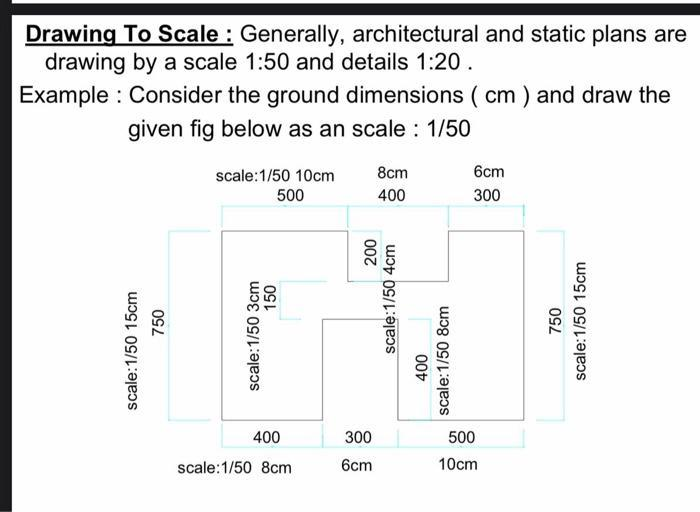 Drawing To Scale : Generally, architectural and static plans are
drawing by a scale 1:50 and details 1:20 .
Example : Consider the ground dimensions ( cm ) and draw the
given fig below as an scale : 1/50
scale:1/50 10cm
500
8cm
400
6cm
300
scale:1/50 15cm
750
scale:1/50 3cm
150
200
scale:1/50 4cm
400
scale:1/50 8cm
750
scale:1/50 15cm
400
300
500
scale:1/50 8cm
6cm
10cm